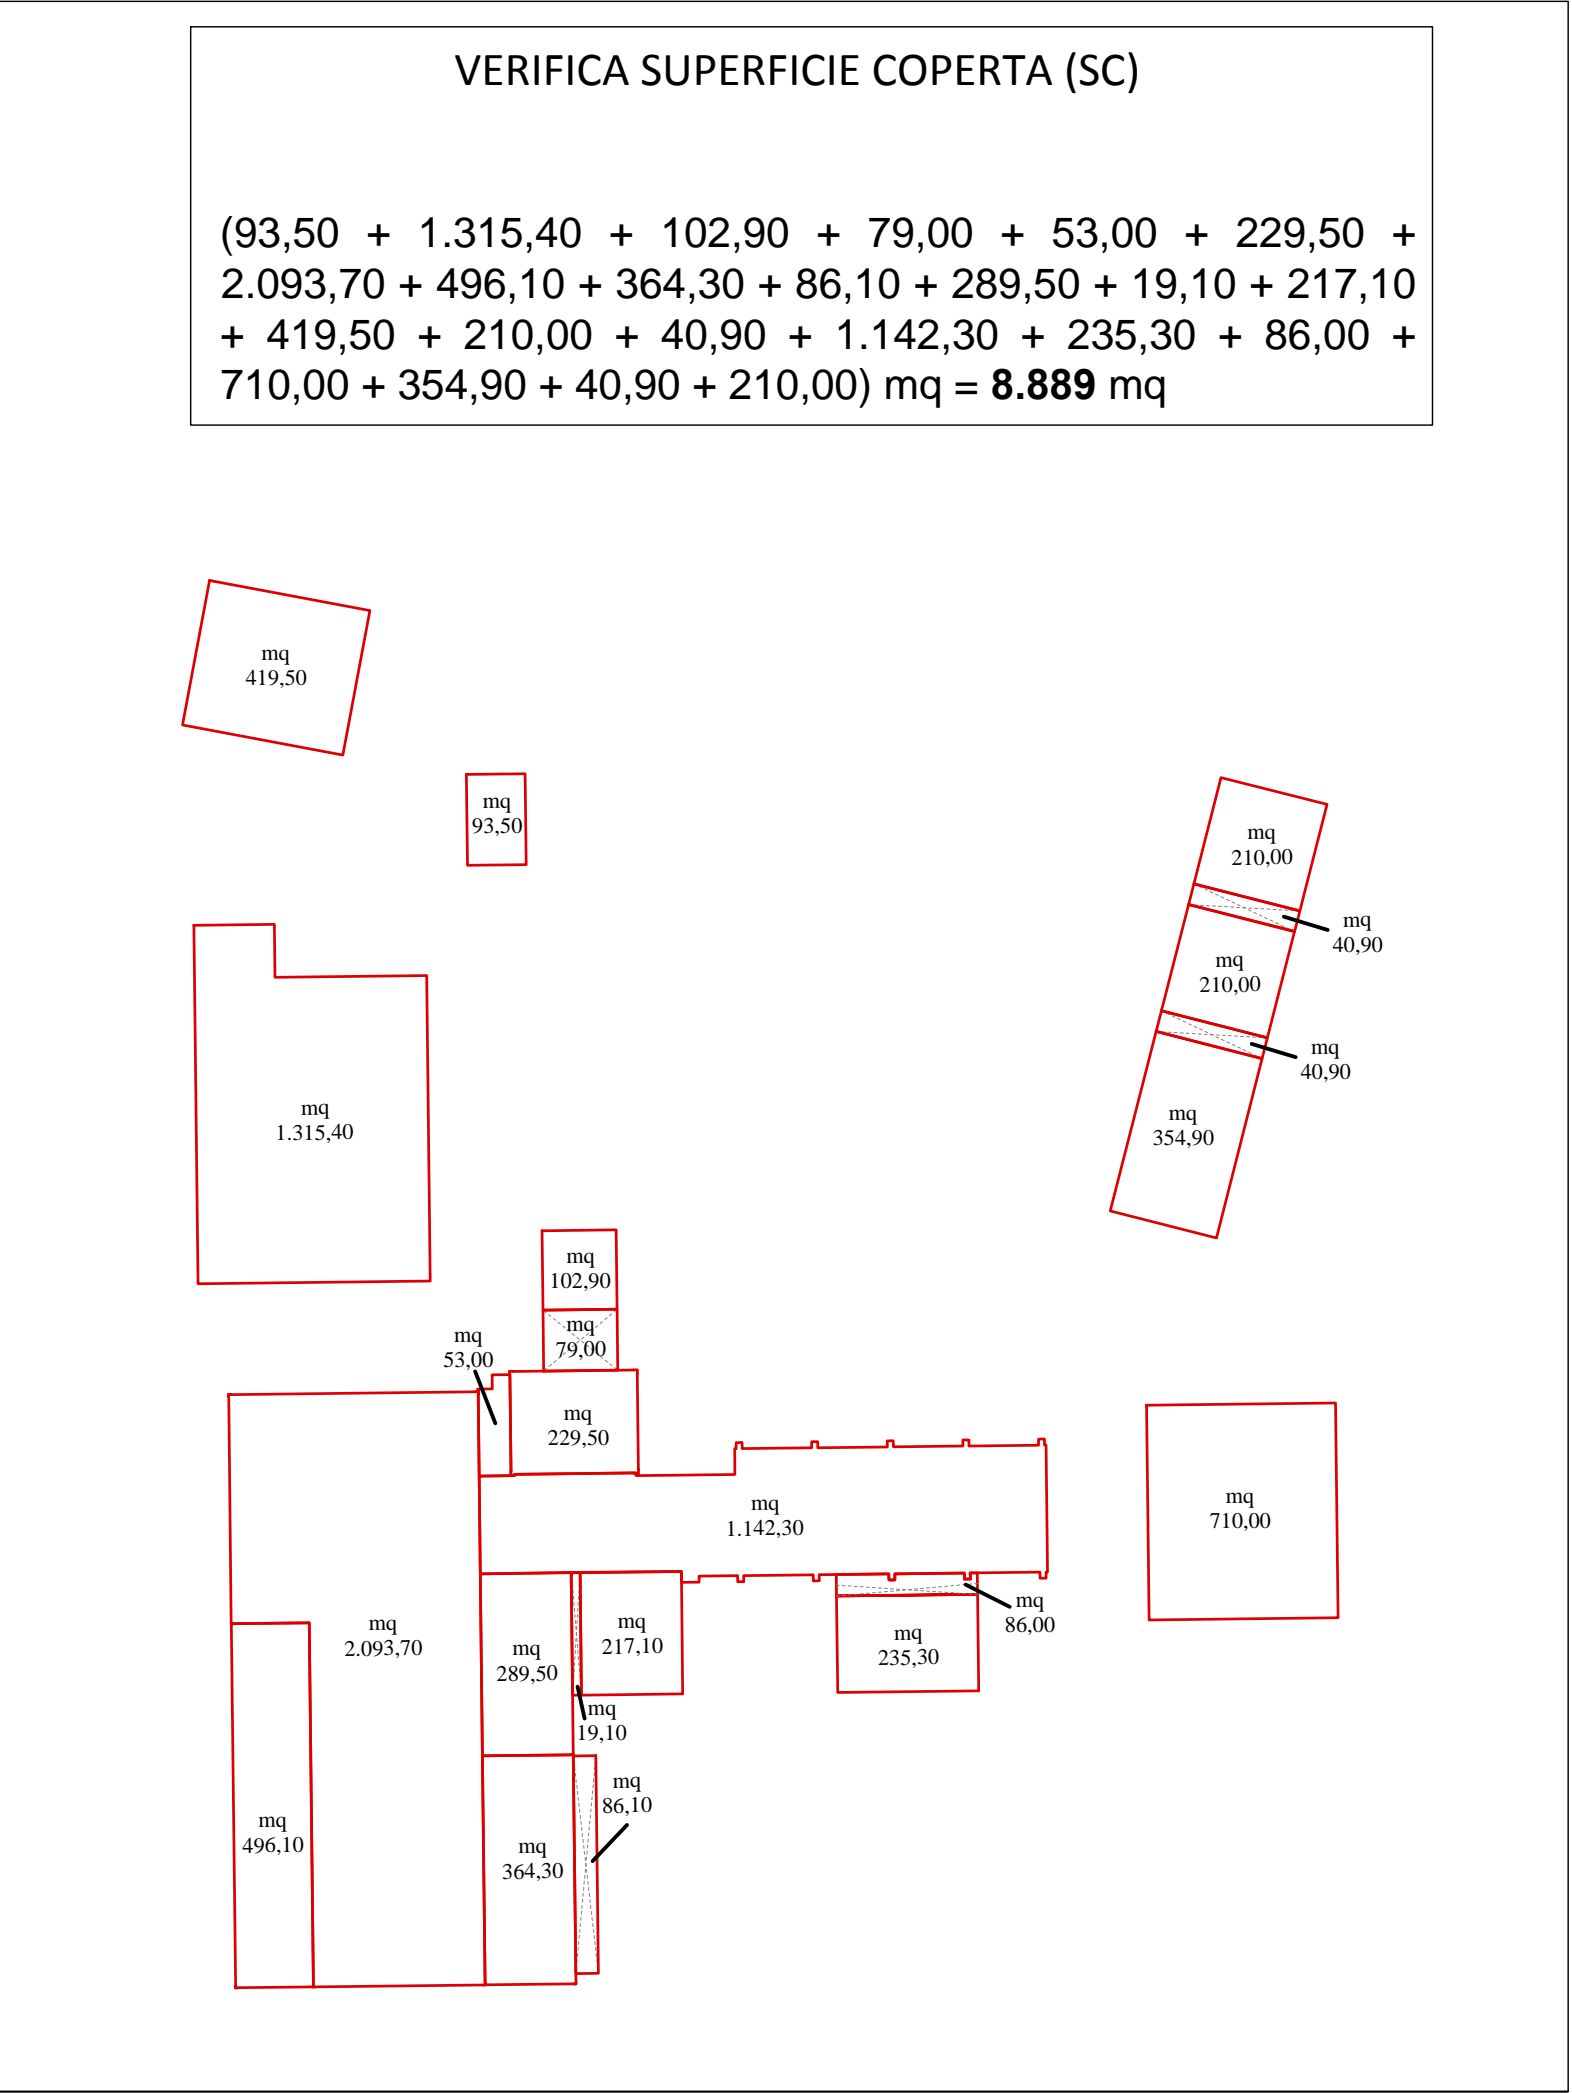 VERIFICA SUPERFICIE COPERTA (SC)
(93,50 + 1.315,40 + 102,90 + 79,00 + 53,00 + 229,50 +
2.093,70 + 496,10 + 364,30 + 86,10 + 289,50 + 19,10 + 217,10
+ 419,50 + 210,00 + 40,90 + 1.142,30 + 235,30 + 86,00 +
710,00 + 354,90 + 40,90 + 210,00) mq = 8.889 mq
mq
419,50
mq
93,50
mq
210,00
mq
40,90
mq
210,00
mq
40,90
mq
354,90
mq
1.315,40
mq
102,90
mq
79,00
mq
53,00
mq
229,50
mq
1.142,30
mq
710,00
mq
2.093,70
mq
289,50
mq
217,10
mq
86,00
mq
235,30
mq
19,10
mq
86,10
mq
496,10
mq
364,30